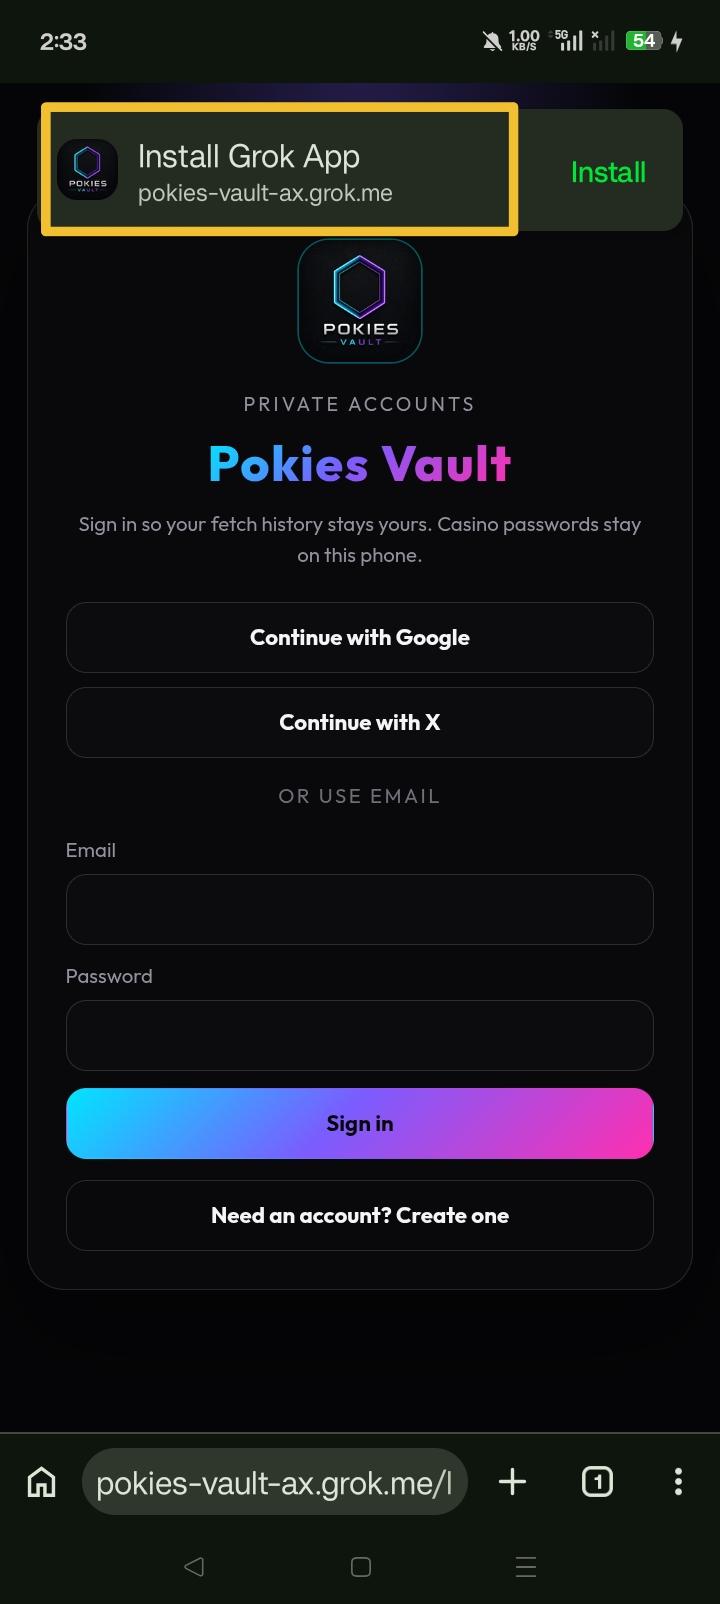 2:33
1.00
KB/S
5G
54
Install Grok App
pokies-vault-ax.grok.me
Install
POKIES
VAULT
POKIES
VAULT
PRIVATE ACCOUNTS
Pokies Vault
Sign in so your fetch history stays yours. Casino passwords stay
on this phone.
Continue with Google
Continue with X
OR USE EMAIL
Email
Password
Sign in
Need an account? Create one
pokies-vault-ax.grok.me/l
1